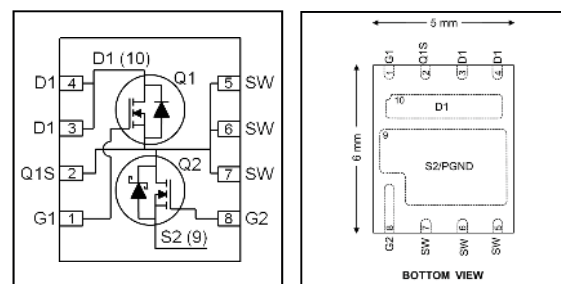 D1 (10)
Q1
D1 4
5 SW
D1 3
6 SW
Q1S 2
Q2
7 SW
G1 1
8 G2
S2 (9)
5 mm
6 mm
G1 Q1S D1 D1
1 2 3 4
10 D1
9
S2/PGND
8 7 6 5
G2 SW SW SW
BOTTOM VIEW